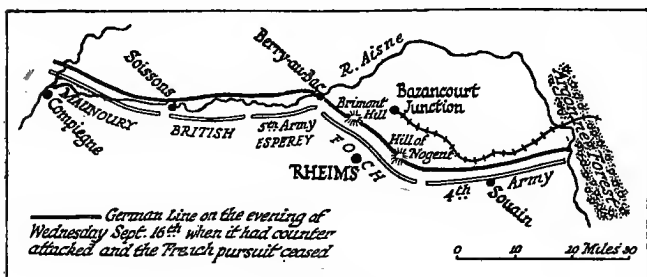 Compiegne
MAUNOURY
Soissons
BRITISH
5th Army
ESPEREY
Berry-au-Bac
R. Aisne
Brimont
Hill
Bazancourt
Junction
Hill of
Nogent
FOCH
RHEIMS
4th Army
Souain
Forest
German Line on the evening of
Wednesday Sept. 16th when it had counter
attacked and the French pursuit ceased
0 10 20 Miles 30